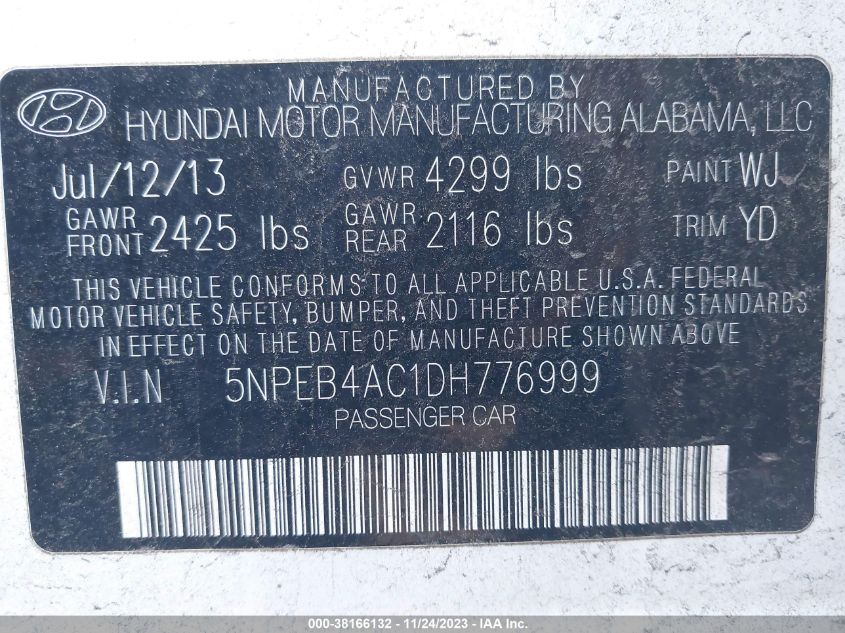 MANUFACTURED BY
HYUNDAI MOTOR MANUFACTURING ALABAMA, LLC
Jul/12/13 GVWR 4299 lbs PAINT WJ
GAWR FRONT 2425 lbs GAWR REAR 2116 lbs TRIM YD
THIS VEHICLE CONFORMS TO ALL APPLICABLE U.S.A. FEDERAL
MOTOR VEHICLE SAFETY, BUMPER, AND THEFT PREVENTION STANDARDS
IN EFFECT ON THE DATE OF MANUFACTURE SHOWN ABOVE
V.I.N 5NPEB4AC1DH776999
PASSENGER CAR
© COPYRIGHT - 38166132 - 11/24/2023 - IAA Inc.